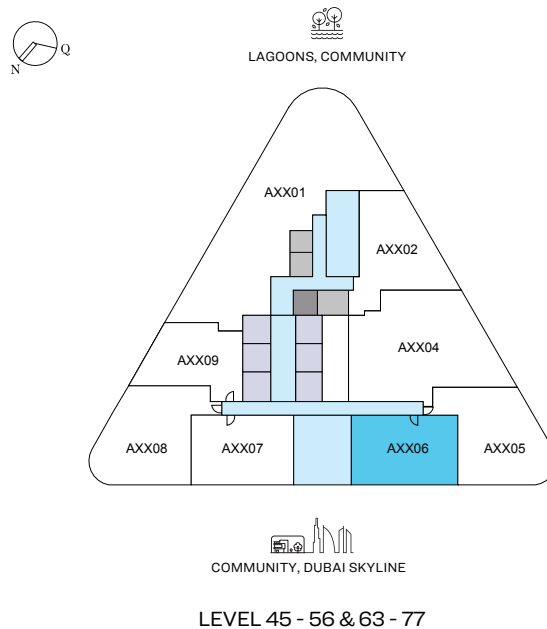 LAGOONS, COMMUNITY
Q
N
AXX01
AXX02
AXX04
AXX09
AXX08
AXX07
AXX06
AXX05
COMMUNITY, DUBAI SKYLINE
LEVEL 45 - 56 & 63 - 77